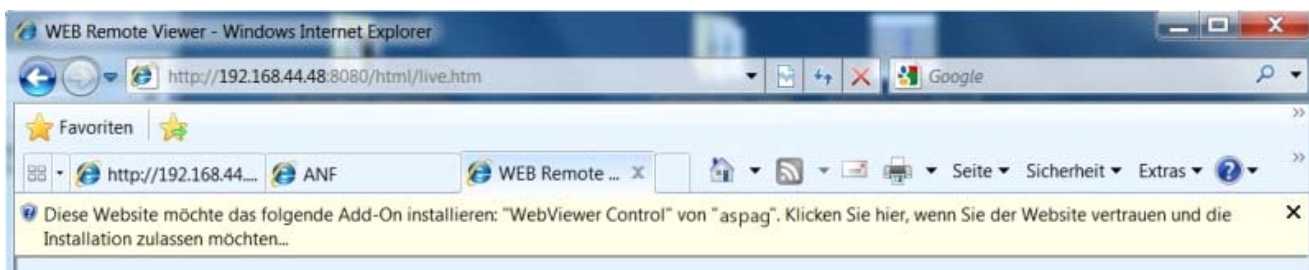 WEB Remote Viewer - Windows Internet Explorer
http://192.168.44.48:8080/html/live.htm
Google
Favoriten
http://192.168.44.... ANF WEB Remote ... Seite Sicherheit Extras
Diese Website möchte das folgende Add-On installieren: "WebViewer Control" von "aspag". Klicken Sie hier, wenn Sie der Website vertrauen und die
Installation zulassen möchten...